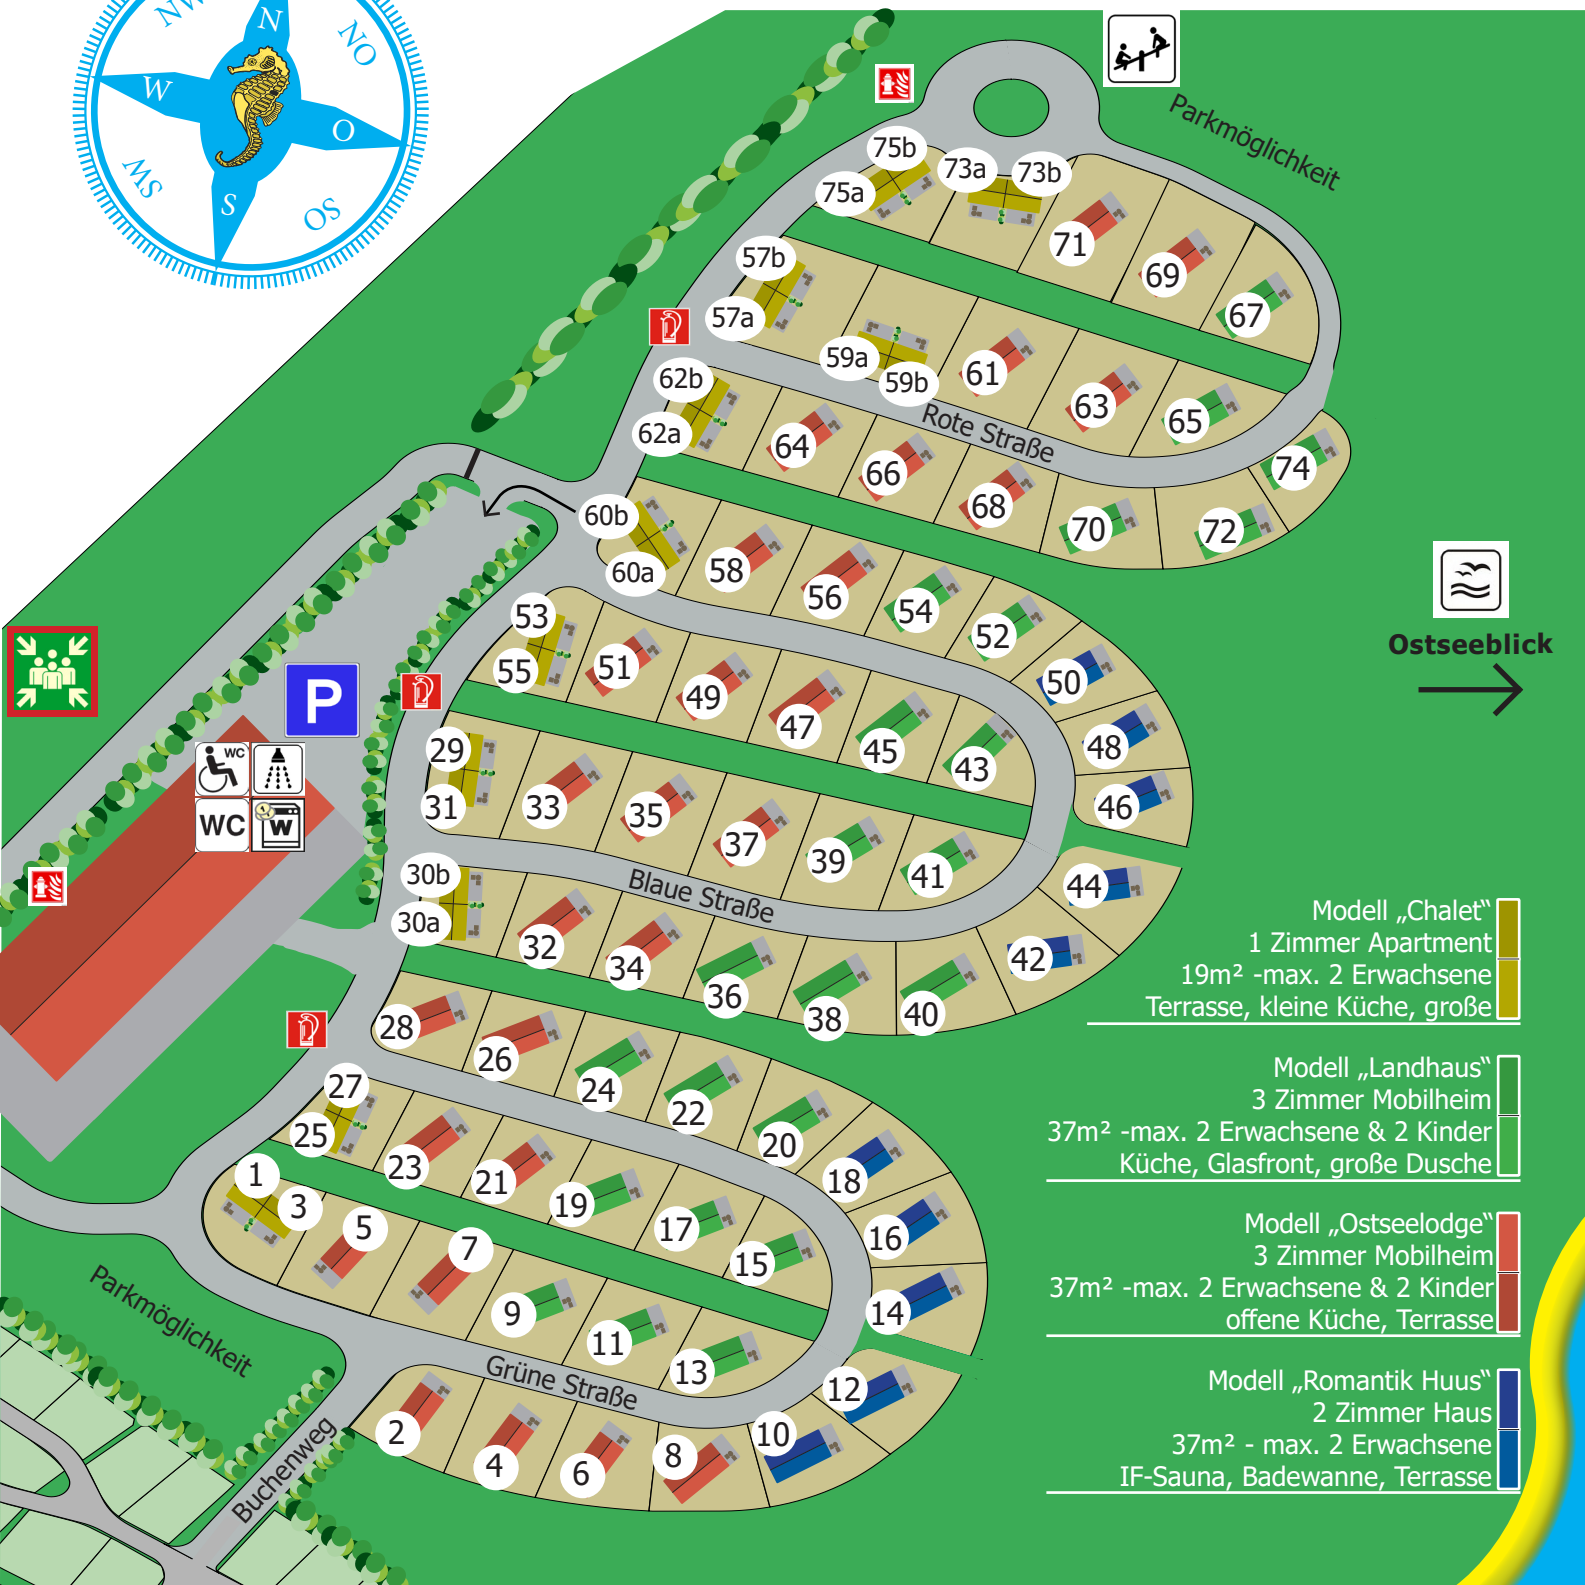 N
NO
O
OS
S
SW
W
NW
Parkmöglichkeit
75b
73a
73b
75a
71
69
67
57b
57a
59a
59b
61
63
65
62b
62a
64
66
68
70
72
74
Rote Straße
60b
60a
58
56
54
52
50
48
46
53
55
51
49
47
45
43
29
31
33
35
37
39
41
Blaue Straße
30b
30a
32
34
36
38
40
42
44
Ostseeblick
P
WC
WC
W
28
26
24
22
20
18
16
14
27
25
23
21
19
17
15
1
3
5
7
9
11
13
Grüne Straße
12
10
2
4
6
8
Parkmöglichkeit
Buchenweg
Modell „Chalet“
1 Zimmer Apartment
19m² -max. 2 Erwachsene
Terrasse, kleine Küche, große
Modell „Landhaus“
3 Zimmer Mobilheim
37m² -max. 2 Erwachsene & 2 Kinder
Küche, Glasfront, große Dusche
Modell „Ostseelodge“
3 Zimmer Mobilheim
37m² -max. 2 Erwachsene & 2 Kinder
offene Küche, Terrasse
Modell „Romantik Huus“
2 Zimmer Haus
37m² - max. 2 Erwachsene
IF-Sauna, Badewanne, Terrasse